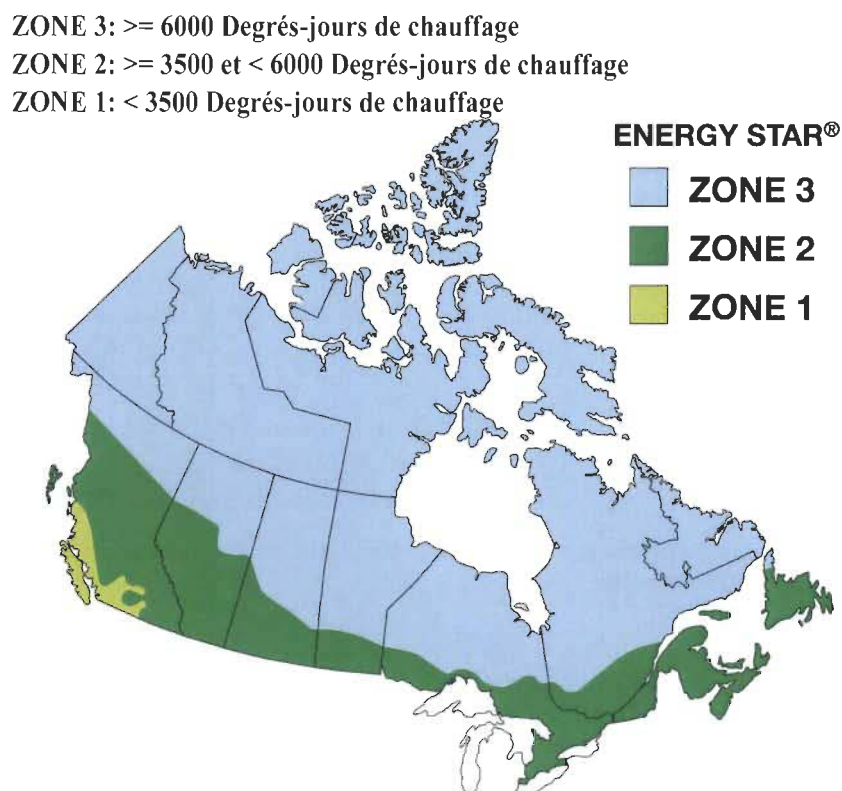 ZONE 3: >= 6000 Degrés-jours de chauffage
ZONE 2: >= 3500 et < 6000 Degrés-jours de chauffage
ZONE 1: < 3500 Degrés-jours de chauffage
ENERGY STAR®
ZONE 3
ZONE 2
ZONE 1